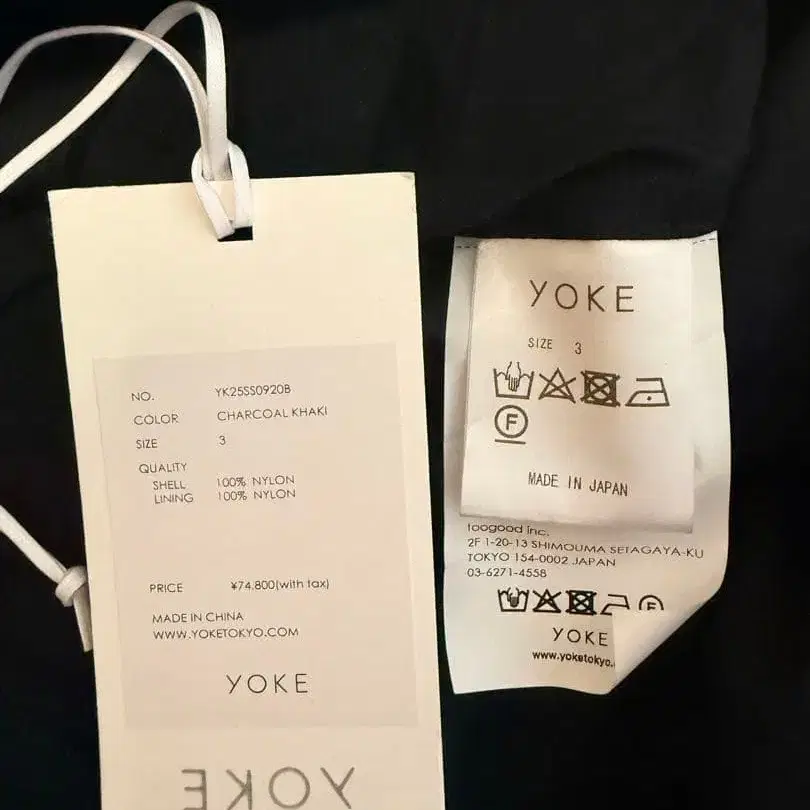 NO. YK25SS0920B
COLOR CHARCOAL KHAKI
SIZE 3
QUALITY
SHELL 100% NYLON
LINING 100% NYLON
PRICE ¥74.800(with tax)
MADE IN CHINA
WWW.YOKETOKYO.COM
YOKE
YOKE
YOKE
SIZE 3
F
MADE IN JAPAN
toogood inc.
2F 1-20-13 SHIMOUMA SETAGAYA-KU
TOKYO 154-0002 JAPAN
03-6271-4558
F
YOKE
www.yoketokyo.